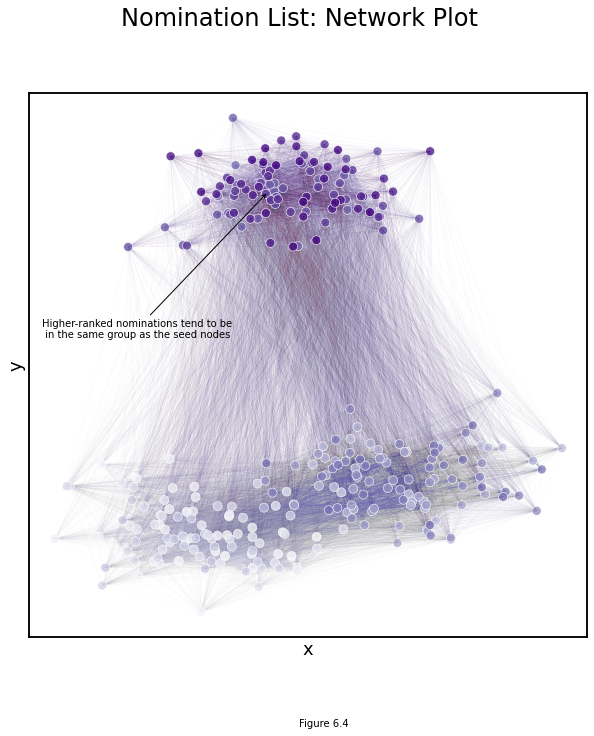 Nomination List: Network Plot
y
Higher-ranked nominations tend to be
in the same group as the seed nodes
x
Figure 6.4